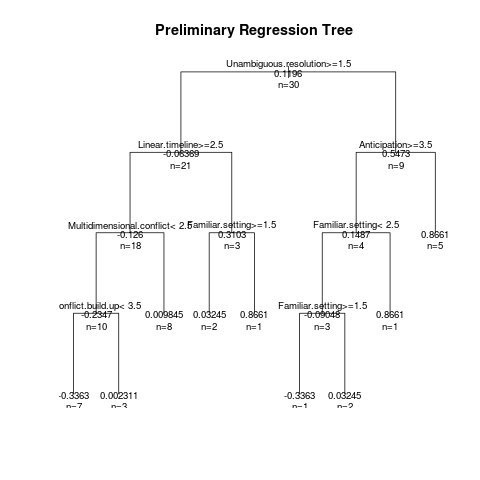 Preliminary Regression Tree
Unambiguous.resolution>=1.5
0.1196
n=30
Linear.timeline>=2.5
-0.06369
n=21
Anticipation>=3.5
0.5473
n=9
Multidimensional.conflict< 2.5
-0.126
n=18
Familiar.setting>=1.5
0.3103
n=3
Familiar.setting< 2.5
0.1487
n=4
0.8661
n=5
onflict.build.up< 3.5
-0.2347
n=10
0.009845
n=8
0.03245
n=2
0.8661
n=1
Familiar.setting>=1.5
-0.09048
n=3
0.8661
n=1
-0.3363
n=7
0.002311
n=3
-0.3363
n=1
0.03245
n=2